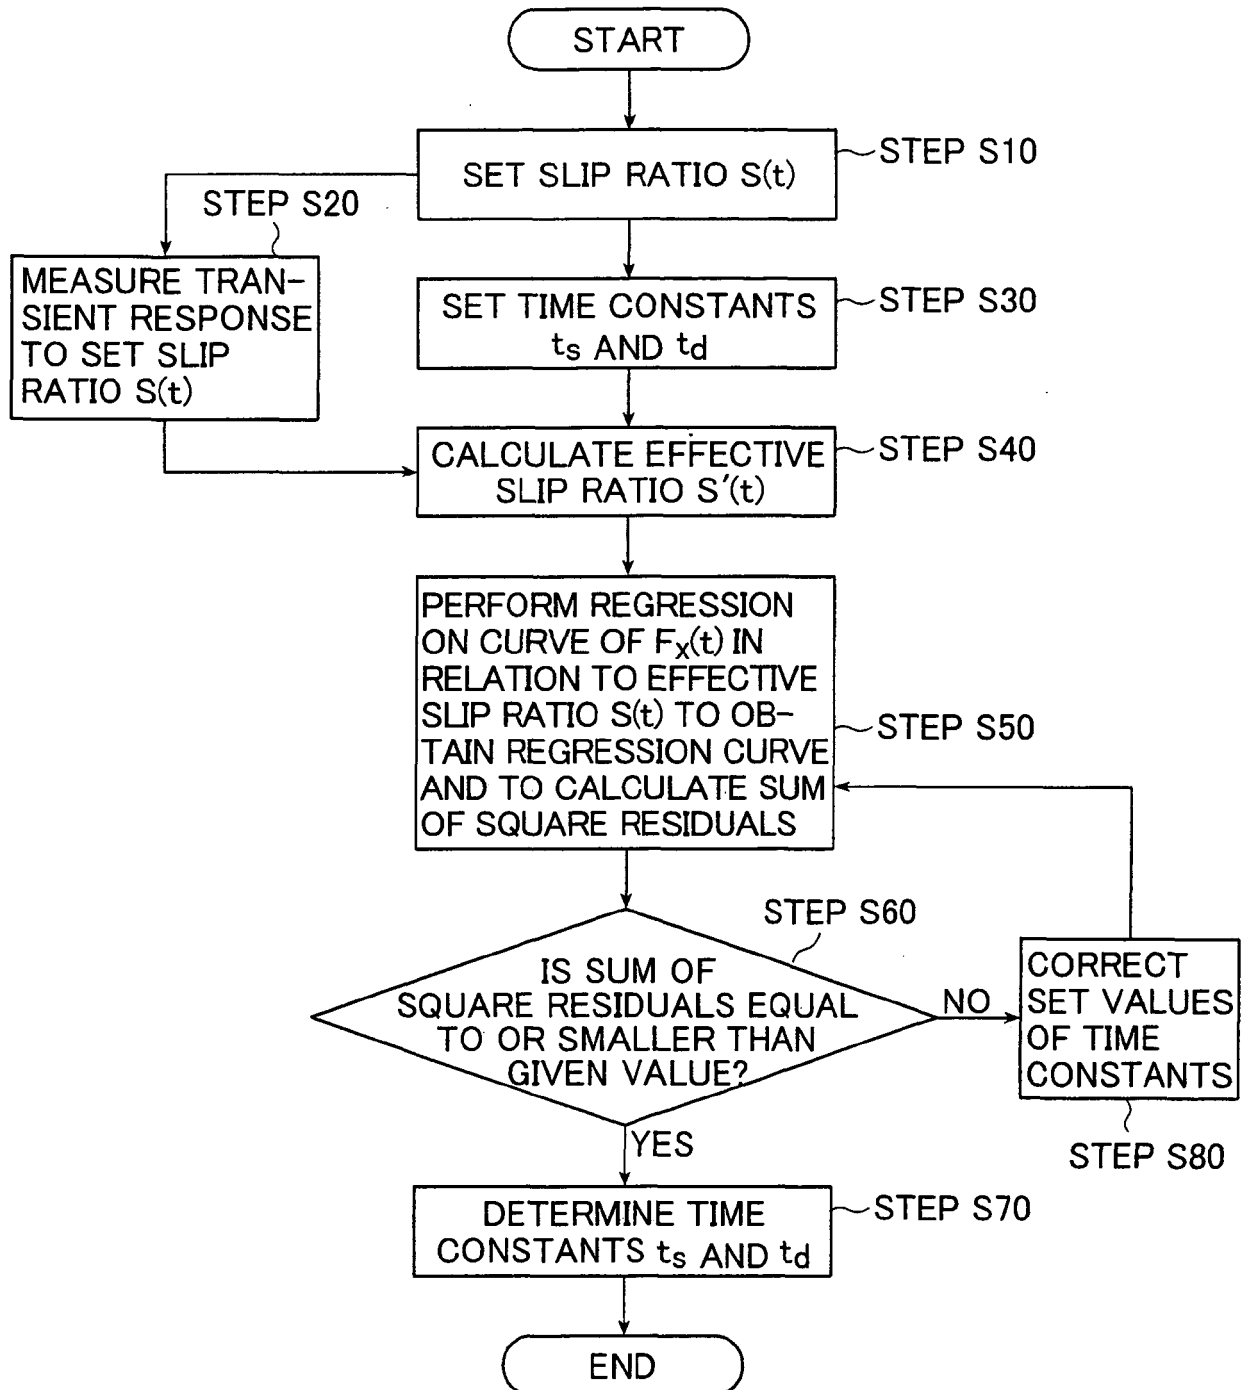 START
SET SLIP RATIO S(t)
STEP S10
STEP S20
MEASURE TRAN-
SIENT RESPONSE
TO SET SLIP
RATIO S(t)
SET TIME CONSTANTS
ts AND td
STEP S30
CALCULATE EFFECTIVE
SLIP RATIO S'(t)
STEP S40
PERFORM REGRESSION
ON CURVE OF Fx(t) IN
RELATION TO EFFECTIVE
SLIP RATIO S(t) TO OB-
TAIN REGRESSION CURVE
AND TO CALCULATE SUM
OF SQUARE RESIDUALS
STEP S50
STEP S60
IS SUM OF
SQUARE RESIDUALS EQUAL
TO OR SMALLER THAN
GIVEN VALUE?
NO
CORRECT
SET VALUES
OF TIME
CONSTANTS
STEP S80
YES
DETERMINE TIME
CONSTANTS ts AND td
STEP S70
END